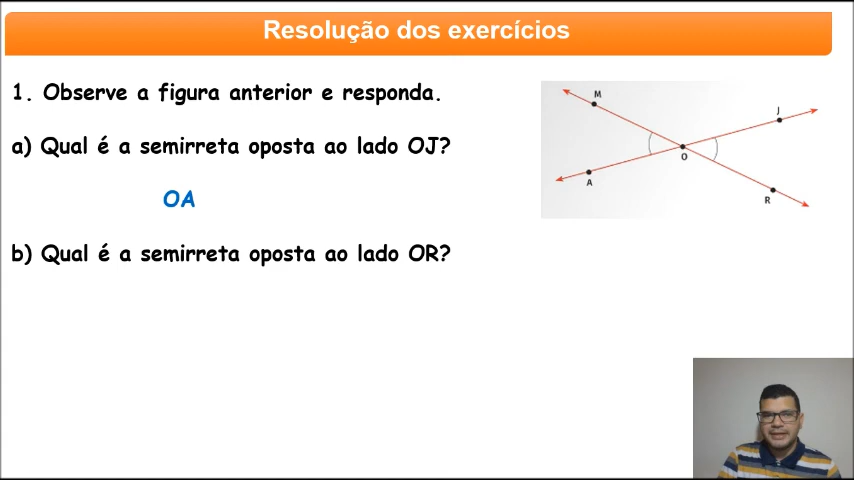 Resolução dos exercícios
1. Observe a figura anterior e responda.
a) Qual é a semirreta oposta ao lado OJ?
OA
b) Qual é a semirreta oposta ao lado OR?
M
J
O
A
R